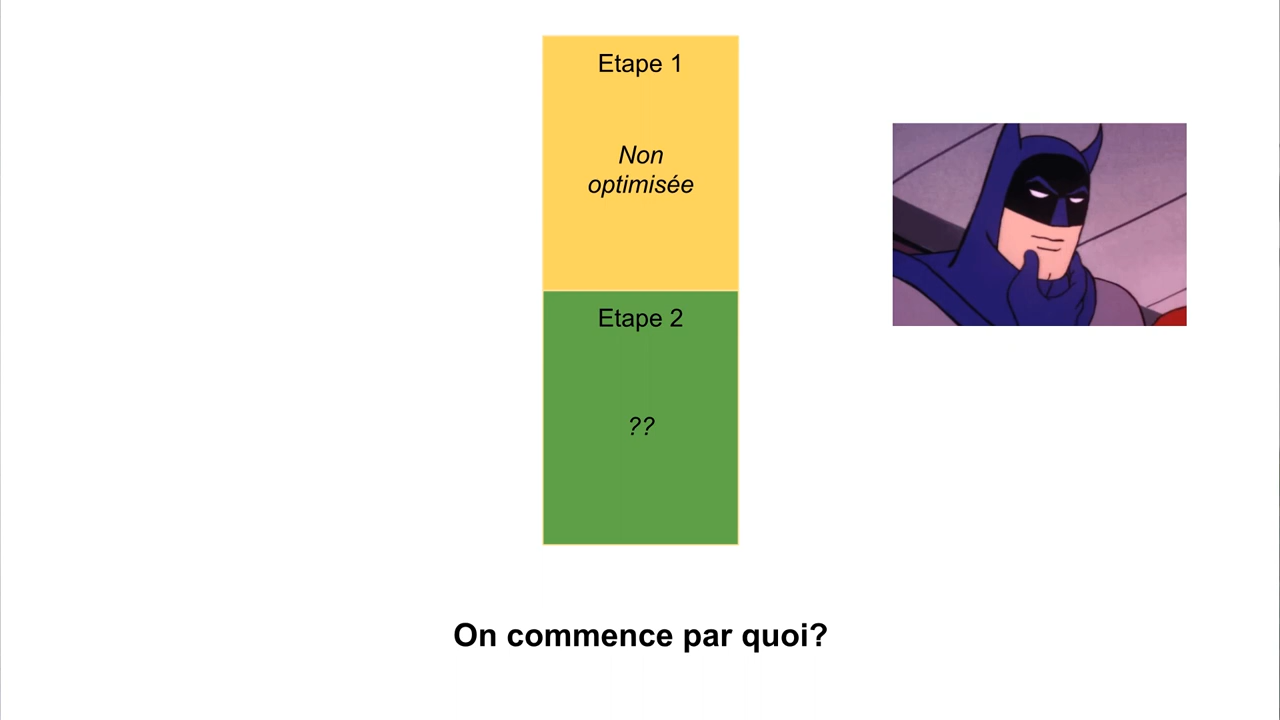 Etape 1
Non
optimisée
Etape 2
??
On commence par quoi?